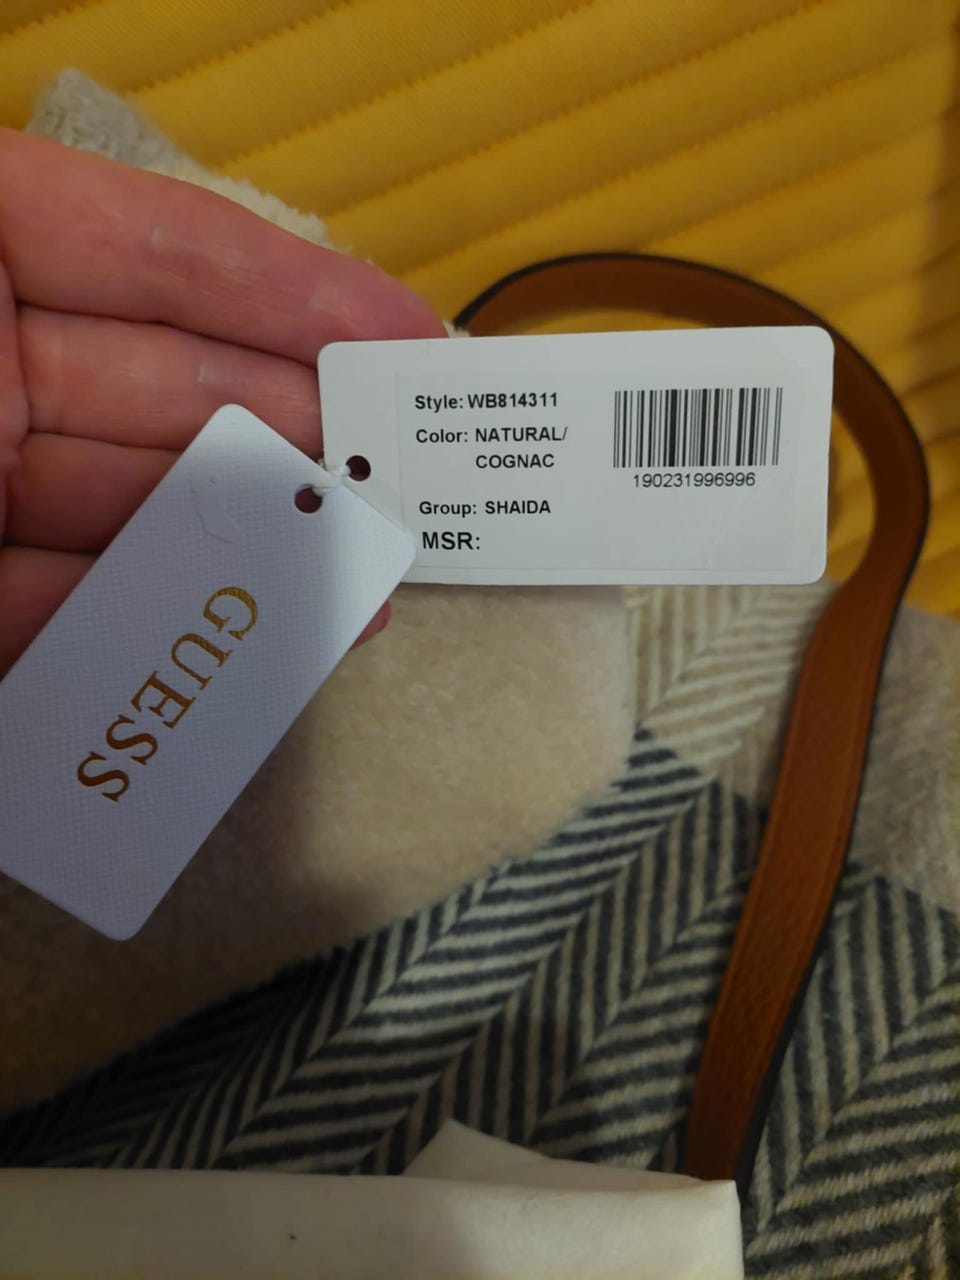 Style: WB814311
Color: NATURAL/
COGNAC
190231996996
Group: SHAIDA
MSR:
GUESS